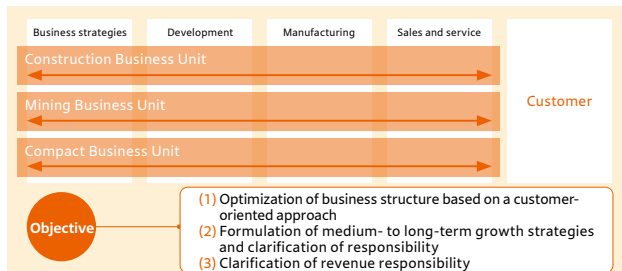 Business strategies
Development
Manufacturing
Sales and service
Construction Business Unit
Mining Business Unit
Compact Business Unit
Customer
Objective
(1) Optimization of business structure based on a customer-
oriented approach
(2) Formulation of medium- to long-term growth strategies
and clarification of responsibility
(3) Clarification of revenue responsibility